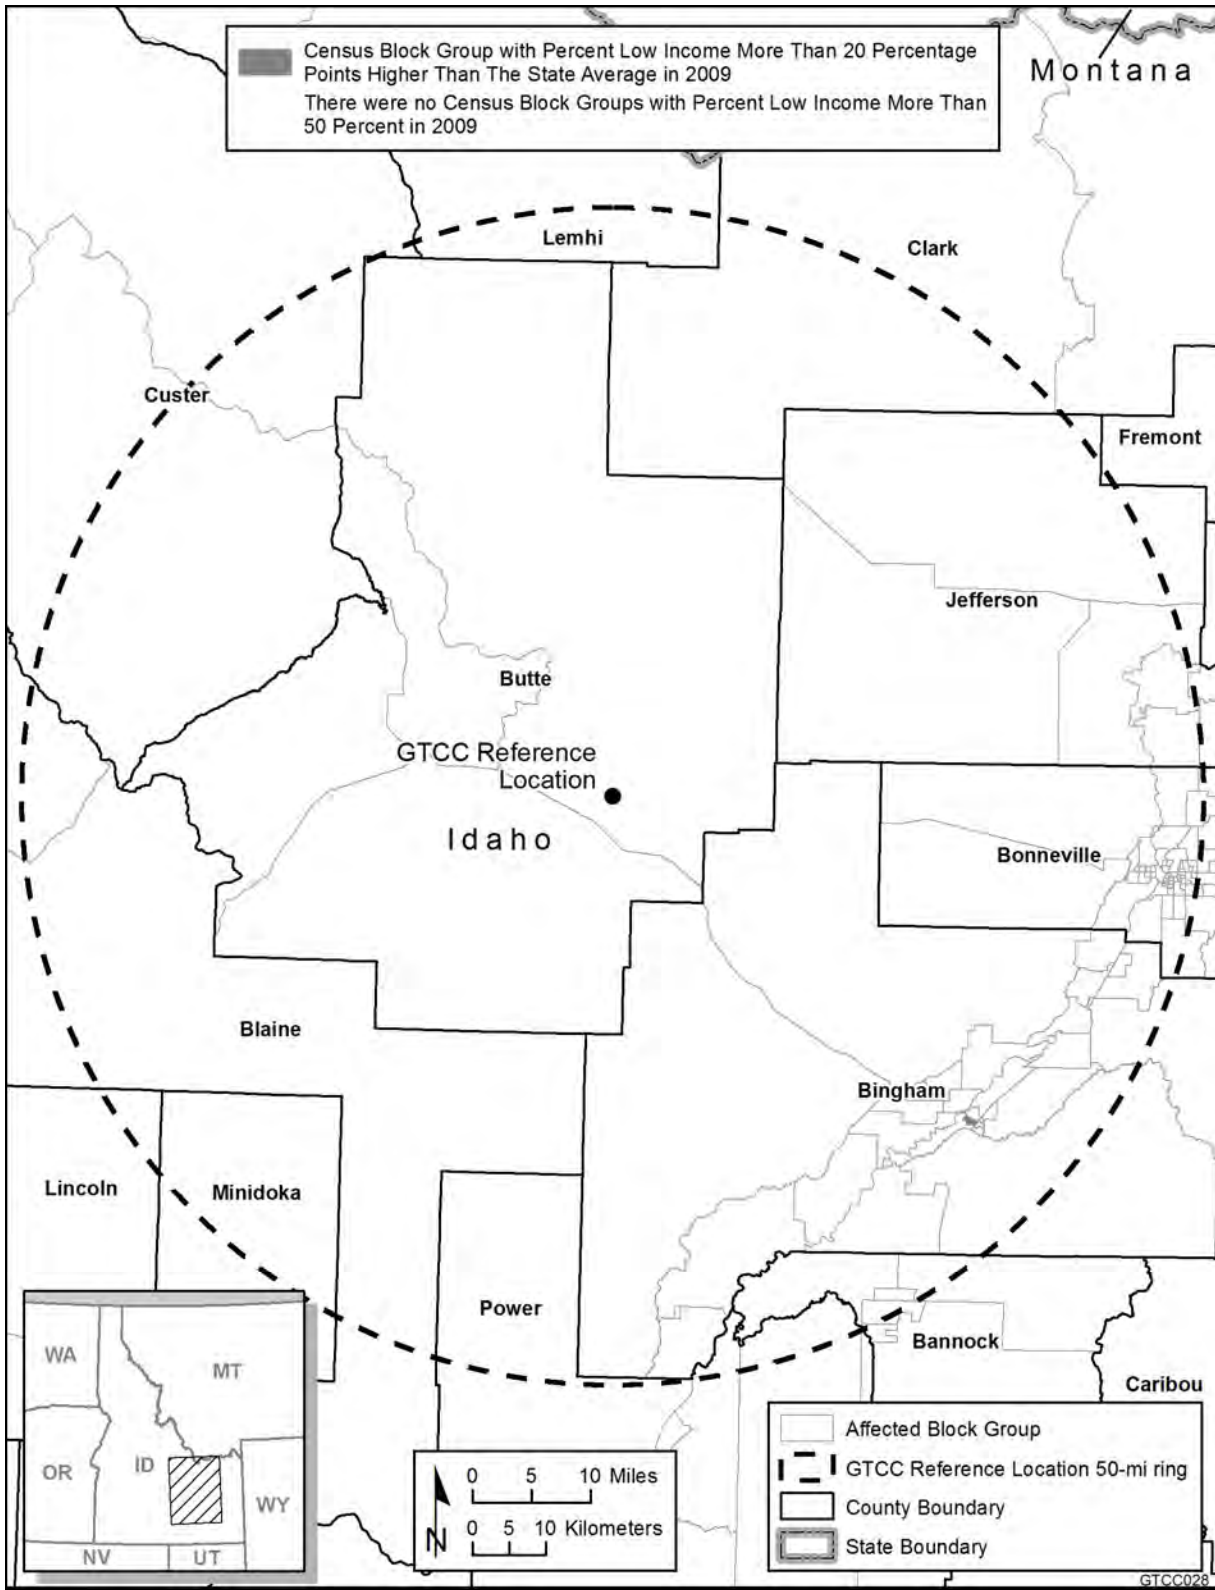 Census Block Group with Percent Low Income More Than 20 Percentage
Points Higher Than The State Average in 2009
There were no Census Block Groups with Percent Low Income More Than
50 Percent in 2009
Montana
Lemhi
Clark
Custer
Fremont
Jefferson
Butte
GTCC Reference
Location
Idaho
Bonneville
Blaine
Bingham
Lincoln
Minidoka
Power
Bannock
Caribou
WA
MT
OR
ID
WY
NV
UT
N
0 5 10 Miles
0 5 10 Kilometers
Affected Block Group
GTCC Reference Location 50-mi ring
County Boundary
State Boundary
GTCC028